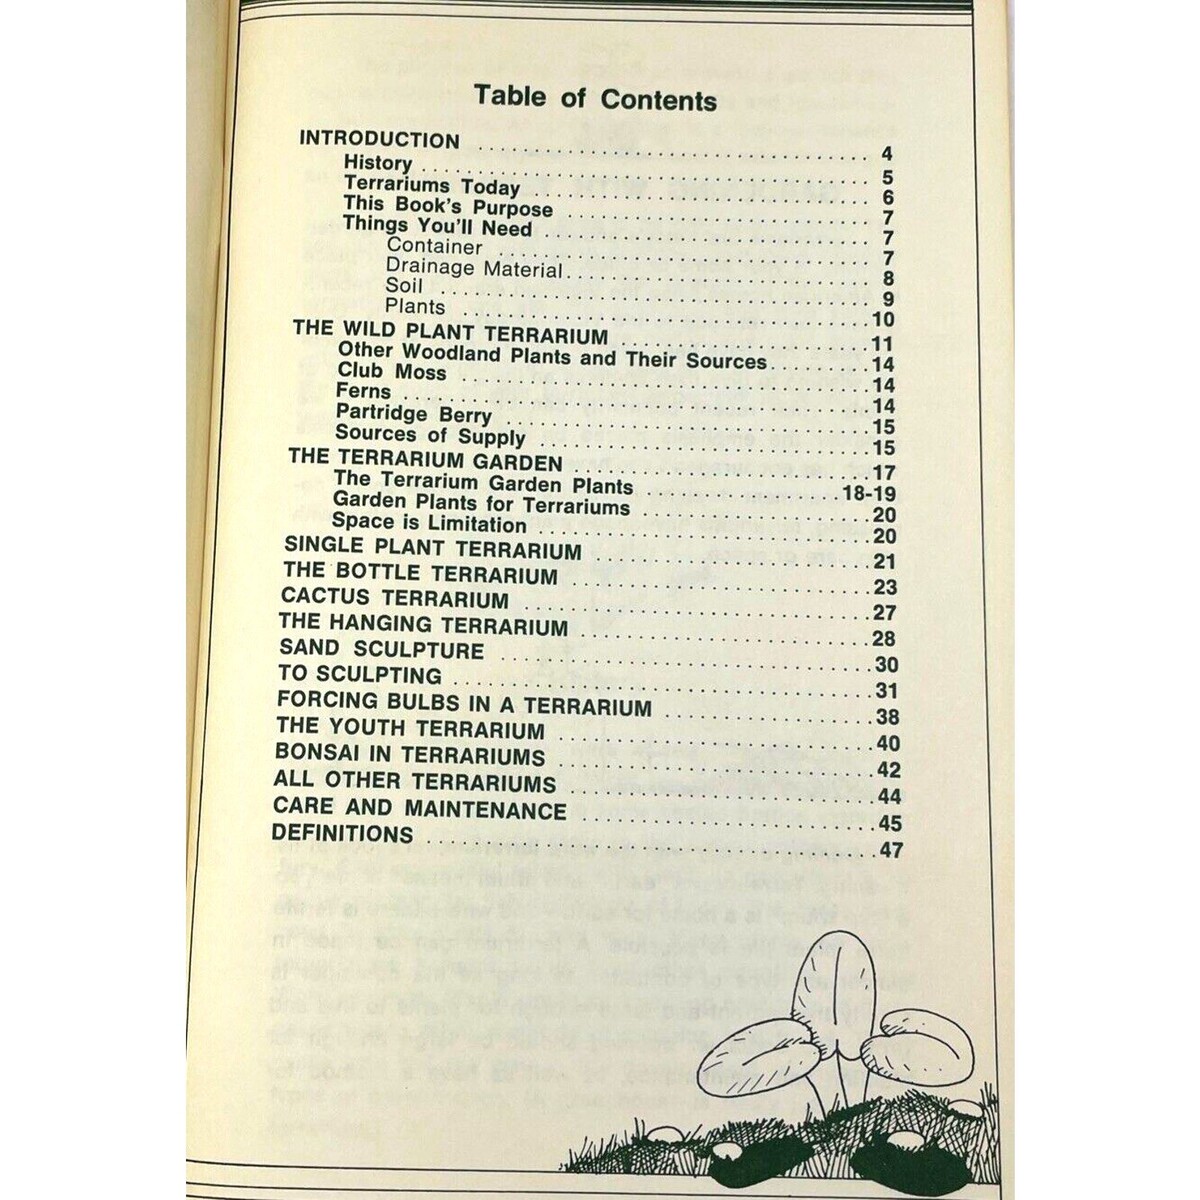 Table of Contents
INTRODUCTION 4
History 5
Terrariums Today 6
This Book's Purpose 7
Things You'll Need 7
Container 7
Drainage Material 8
Soil 9
Plants 10
THE WILD PLANT TERRARIUM 11
Other Woodland Plants and Their Sources 14
Club Moss 14
Ferns 14
Partridge Berry 15
Sources of Supply 15
THE TERRARIUM GARDEN 17
The Terrarium Garden Plants 18-19
Garden Plants for Terrariums 20
Space is Limitation 20
SINGLE PLANT TERRARIUM 21
THE BOTTLE TERRARIUM 23
CACTUS TERRARIUM 27
THE HANGING TERRARIUM 28
SAND SCULPTURE 30
TO SCULPTING 31
FORCING BULBS IN A TERRARIUM 38
THE YOUTH TERRARIUM 40
BONSAI IN TERRARIUMS 42
ALL OTHER TERRARIUMS 44
CARE AND MAINTENANCE 45
DEFINITIONS 47